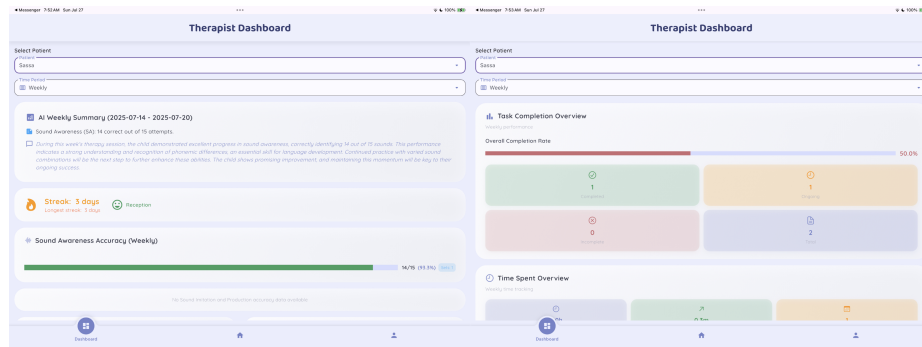 Messenger 7:52 AM Sun Jul 27
100%
Therapist Dashboard
Select Patient
Patient
Sassa
Time Period
Weekly
AI Weekly Summary (2025-07-14 - 2025-07-20)
Sound Awareness (SA): 14 correct out of 15 attempts.
During this week's therapy session, the child demonstrated excellent progress in sound awareness, correctly identifying 14 out of 15 sounds. This performance
indicates a strong understanding and recognition of phonemic differences, an essential skill for language development. Continued practice with varied sound
combinations will be the next step to further enhance these abilities. The child shows promising improvement, and maintaining this momentum will be key to their
ongoing success.
Streak: 3 days
Longest streak: 3 days
Reception
Sound Awareness Accuracy (Weekly)
14/15 (93.3%)
No Sound Imitation and Production accuracy data available
Dashboard
Messenger 7:53 AM Sun Jul 27
100%
Therapist Dashboard
Select Patient
Patient
Sassa
Time Period
Weekly
Task Completion Overview
Weekly performance
Overall Completion Rate
50.0%
1
Completed
1
Ongoing
0
Incomplete
2
Total
Time Spent Overview
Weekly time tracking
Dashboard